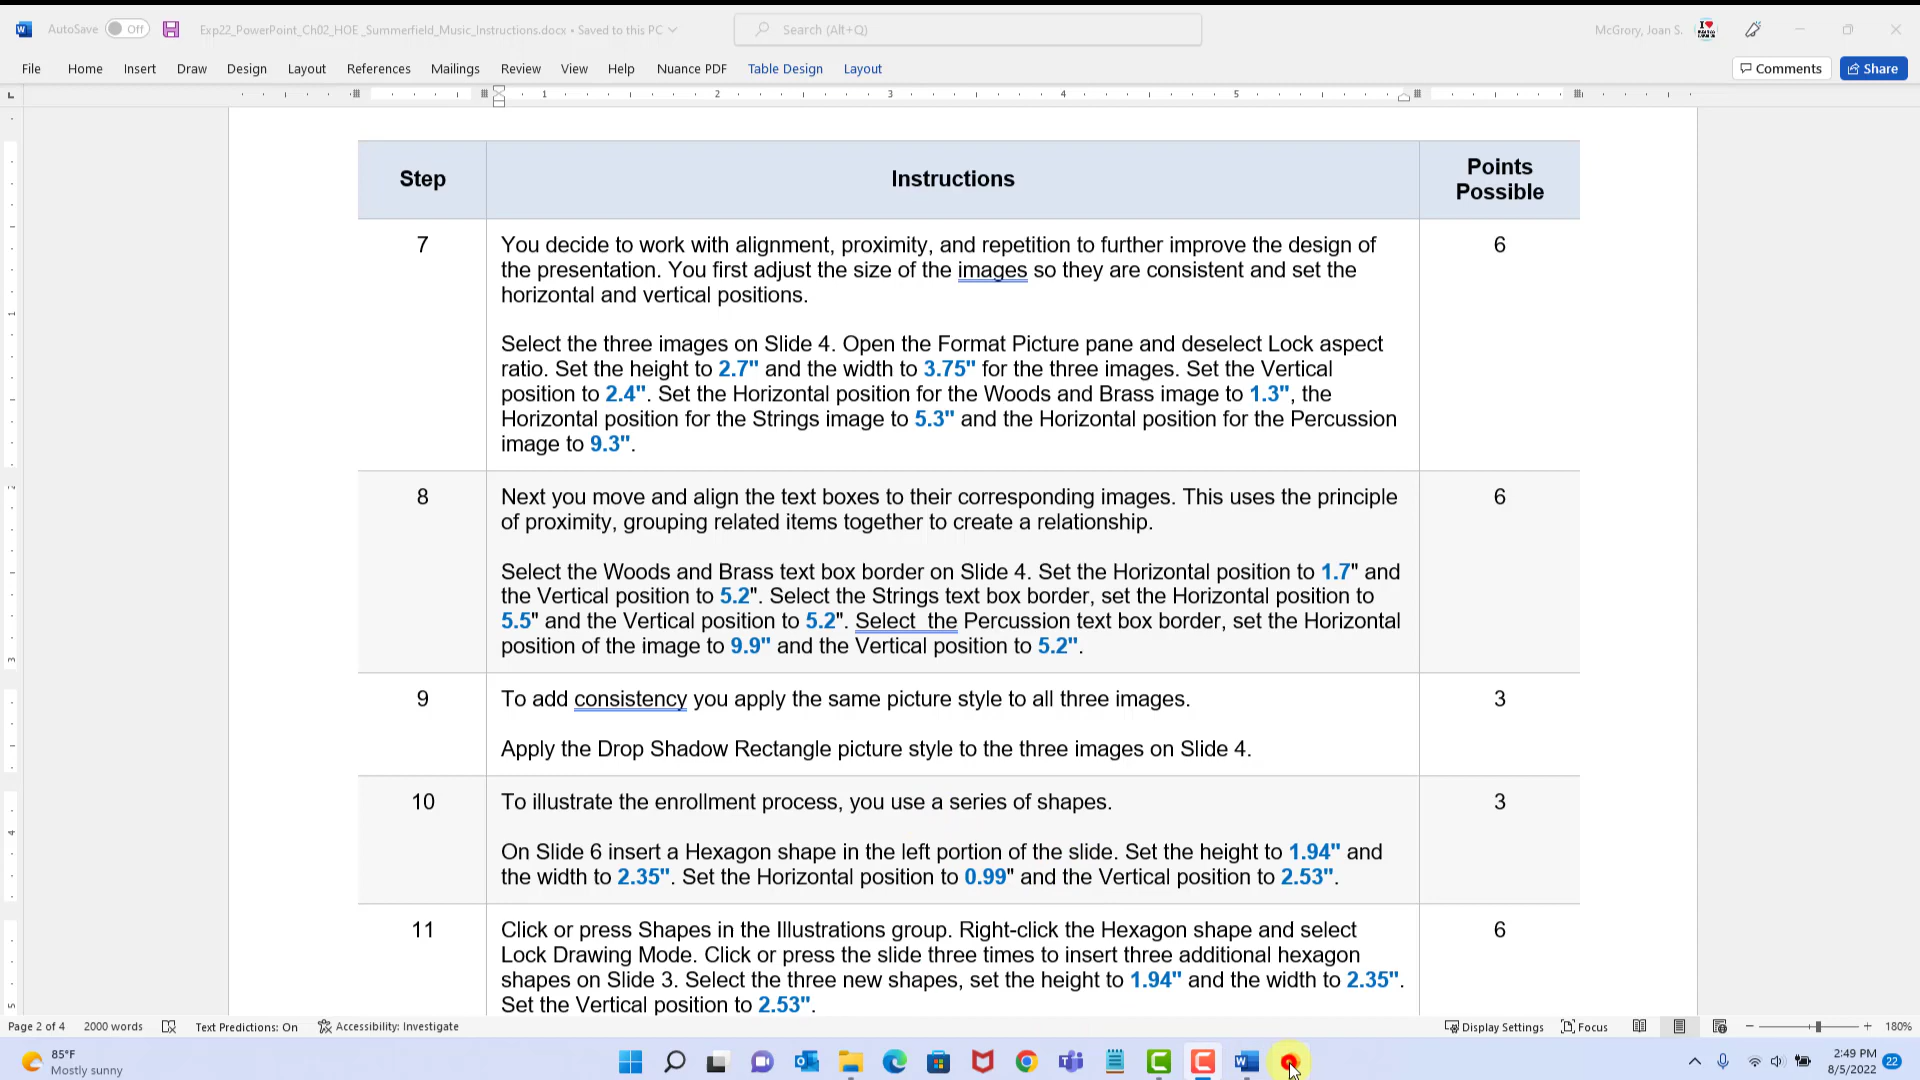 AutoSave Off Exp22_PowerPoint_Ch02_HOE _Summerfield_Music_Instructions.docx • Saved to this PC Search (Alt+Q) McGrory, Joan S.
File Home Insert Draw Design Layout References Mailings Review View Help Nuance PDF Table Design Layout Comments Share
1 2 3 4 5
Step Instructions Points Possible
7 You decide to work with alignment, proximity, and repetition to further improve the design of 6
the presentation. You first adjust the size of the images so they are consistent and set the
horizontal and vertical positions.
Select the three images on Slide 4. Open the Format Picture pane and deselect Lock aspect
ratio. Set the height to 2.7" and the width to 3.75" for the three images. Set the Vertical
position to 2.4". Set the Horizontal position for the Woods and Brass image to 1.3", the
Horizontal position for the Strings image to 5.3" and the Horizontal position for the Percussion
image to 9.3".
8 Next you move and align the text boxes to their corresponding images. This uses the principle 6
of proximity, grouping related items together to create a relationship.
Select the Woods and Brass text box border on Slide 4. Set the Horizontal position to 1.7" and
the Vertical position to 5.2". Select the Strings text box border, set the Horizontal position to
5.5" and the Vertical position to 5.2". Select  the Percussion text box border, set the Horizontal
position of the image to 9.9" and the Vertical position to 5.2".
9 To add consistency you apply the same picture style to all three images. 3
Apply the Drop Shadow Rectangle picture style to the three images on Slide 4.
10 To illustrate the enrollment process, you use a series of shapes. 3
On Slide 6 insert a Hexagon shape in the left portion of the slide. Set the height to 1.94" and
the width to 2.35". Set the Horizontal position to 0.99" and the Vertical position to 2.53".
11 Click or press Shapes in the Illustrations group. Right-click the Hexagon shape and select 6
Lock Drawing Mode. Click or press the slide three times to insert three additional hexagon
shapes on Slide 3. Select the three new shapes, set the height to 1.94" and the width to 2.35".
Set the Vertical position to 2.53".
Page 2 of 4 2000 words Text Predictions: On Accessibility: Investigate Display Settings Focus 180%
85°F
Mostly sunny
2:49 PM
8/5/2022
22